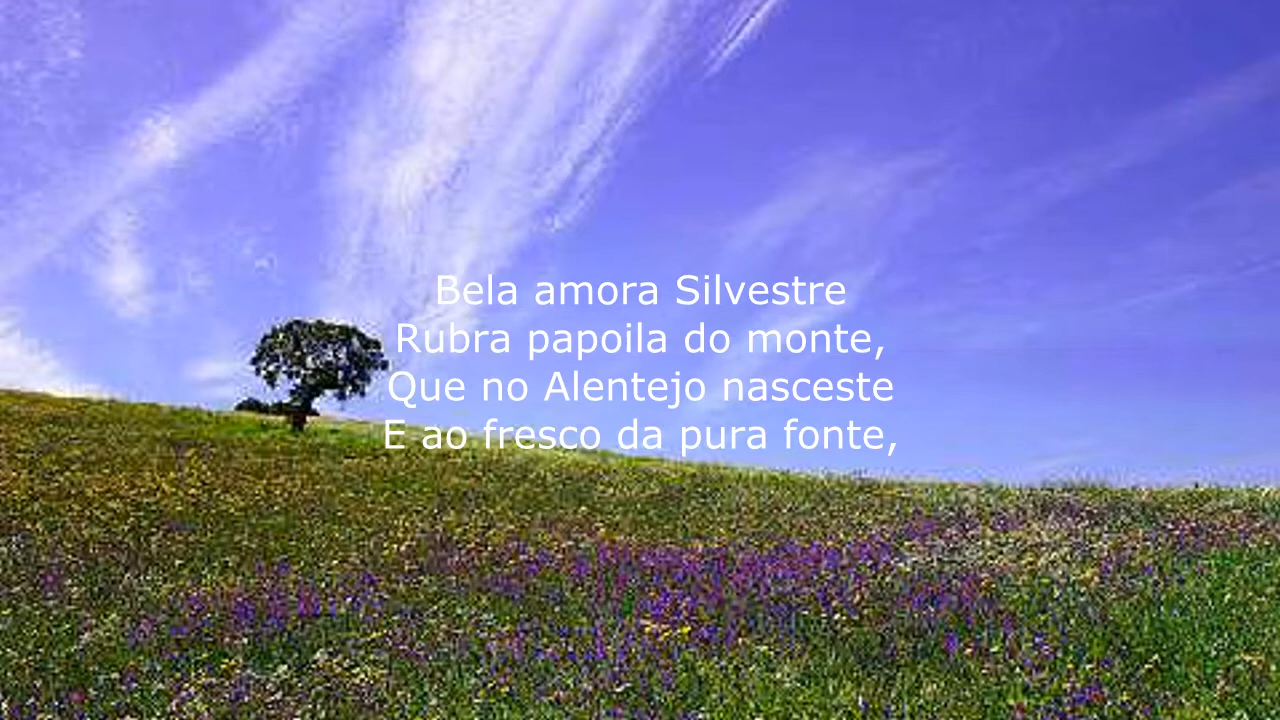 Bela amora Silvestre
Rubra papoila do monte,
Que no Alentejo nasceste
E ao fresco da pura fonte,